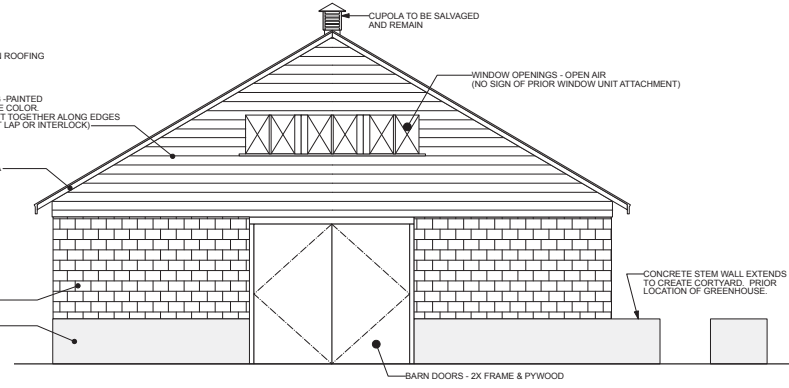 CUPOLA TO BE SALVAGED
AND REMAIN
ROOFING
WINDOW OPENINGS - OPEN AIR
(NO SIGN OF PRIOR WINDOW UNIT ATTACHMENT)
-PAINTED
COLOR.
TOGETHER ALONG EDGES
LAP OR INTERLOCK)
CONCRETE STEM WALL EXTENDS
TO CREATE CORTYARD. PRIOR
LOCATION OF GREENHOUSE.
BARN DOORS - 2X FRAME & PYWOOD